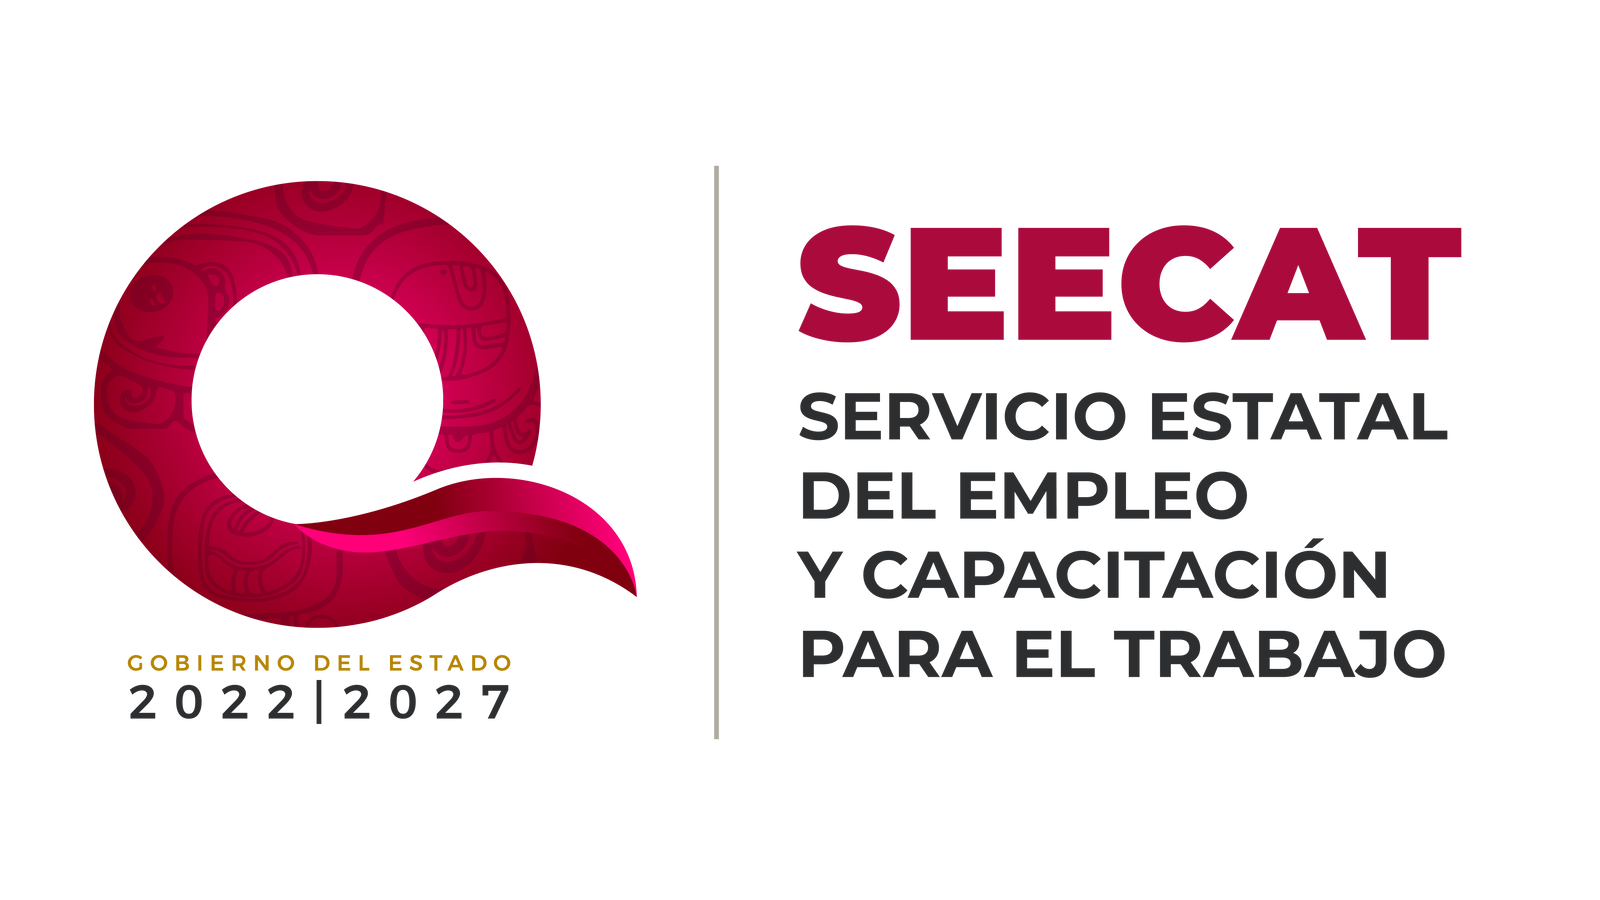 GOBIERNO DEL ESTADO
2022|2027
SEECAT
SERVICIO ESTATAL
DEL EMPLEO
Y CAPACITACIÓN
PARA EL TRABAJO